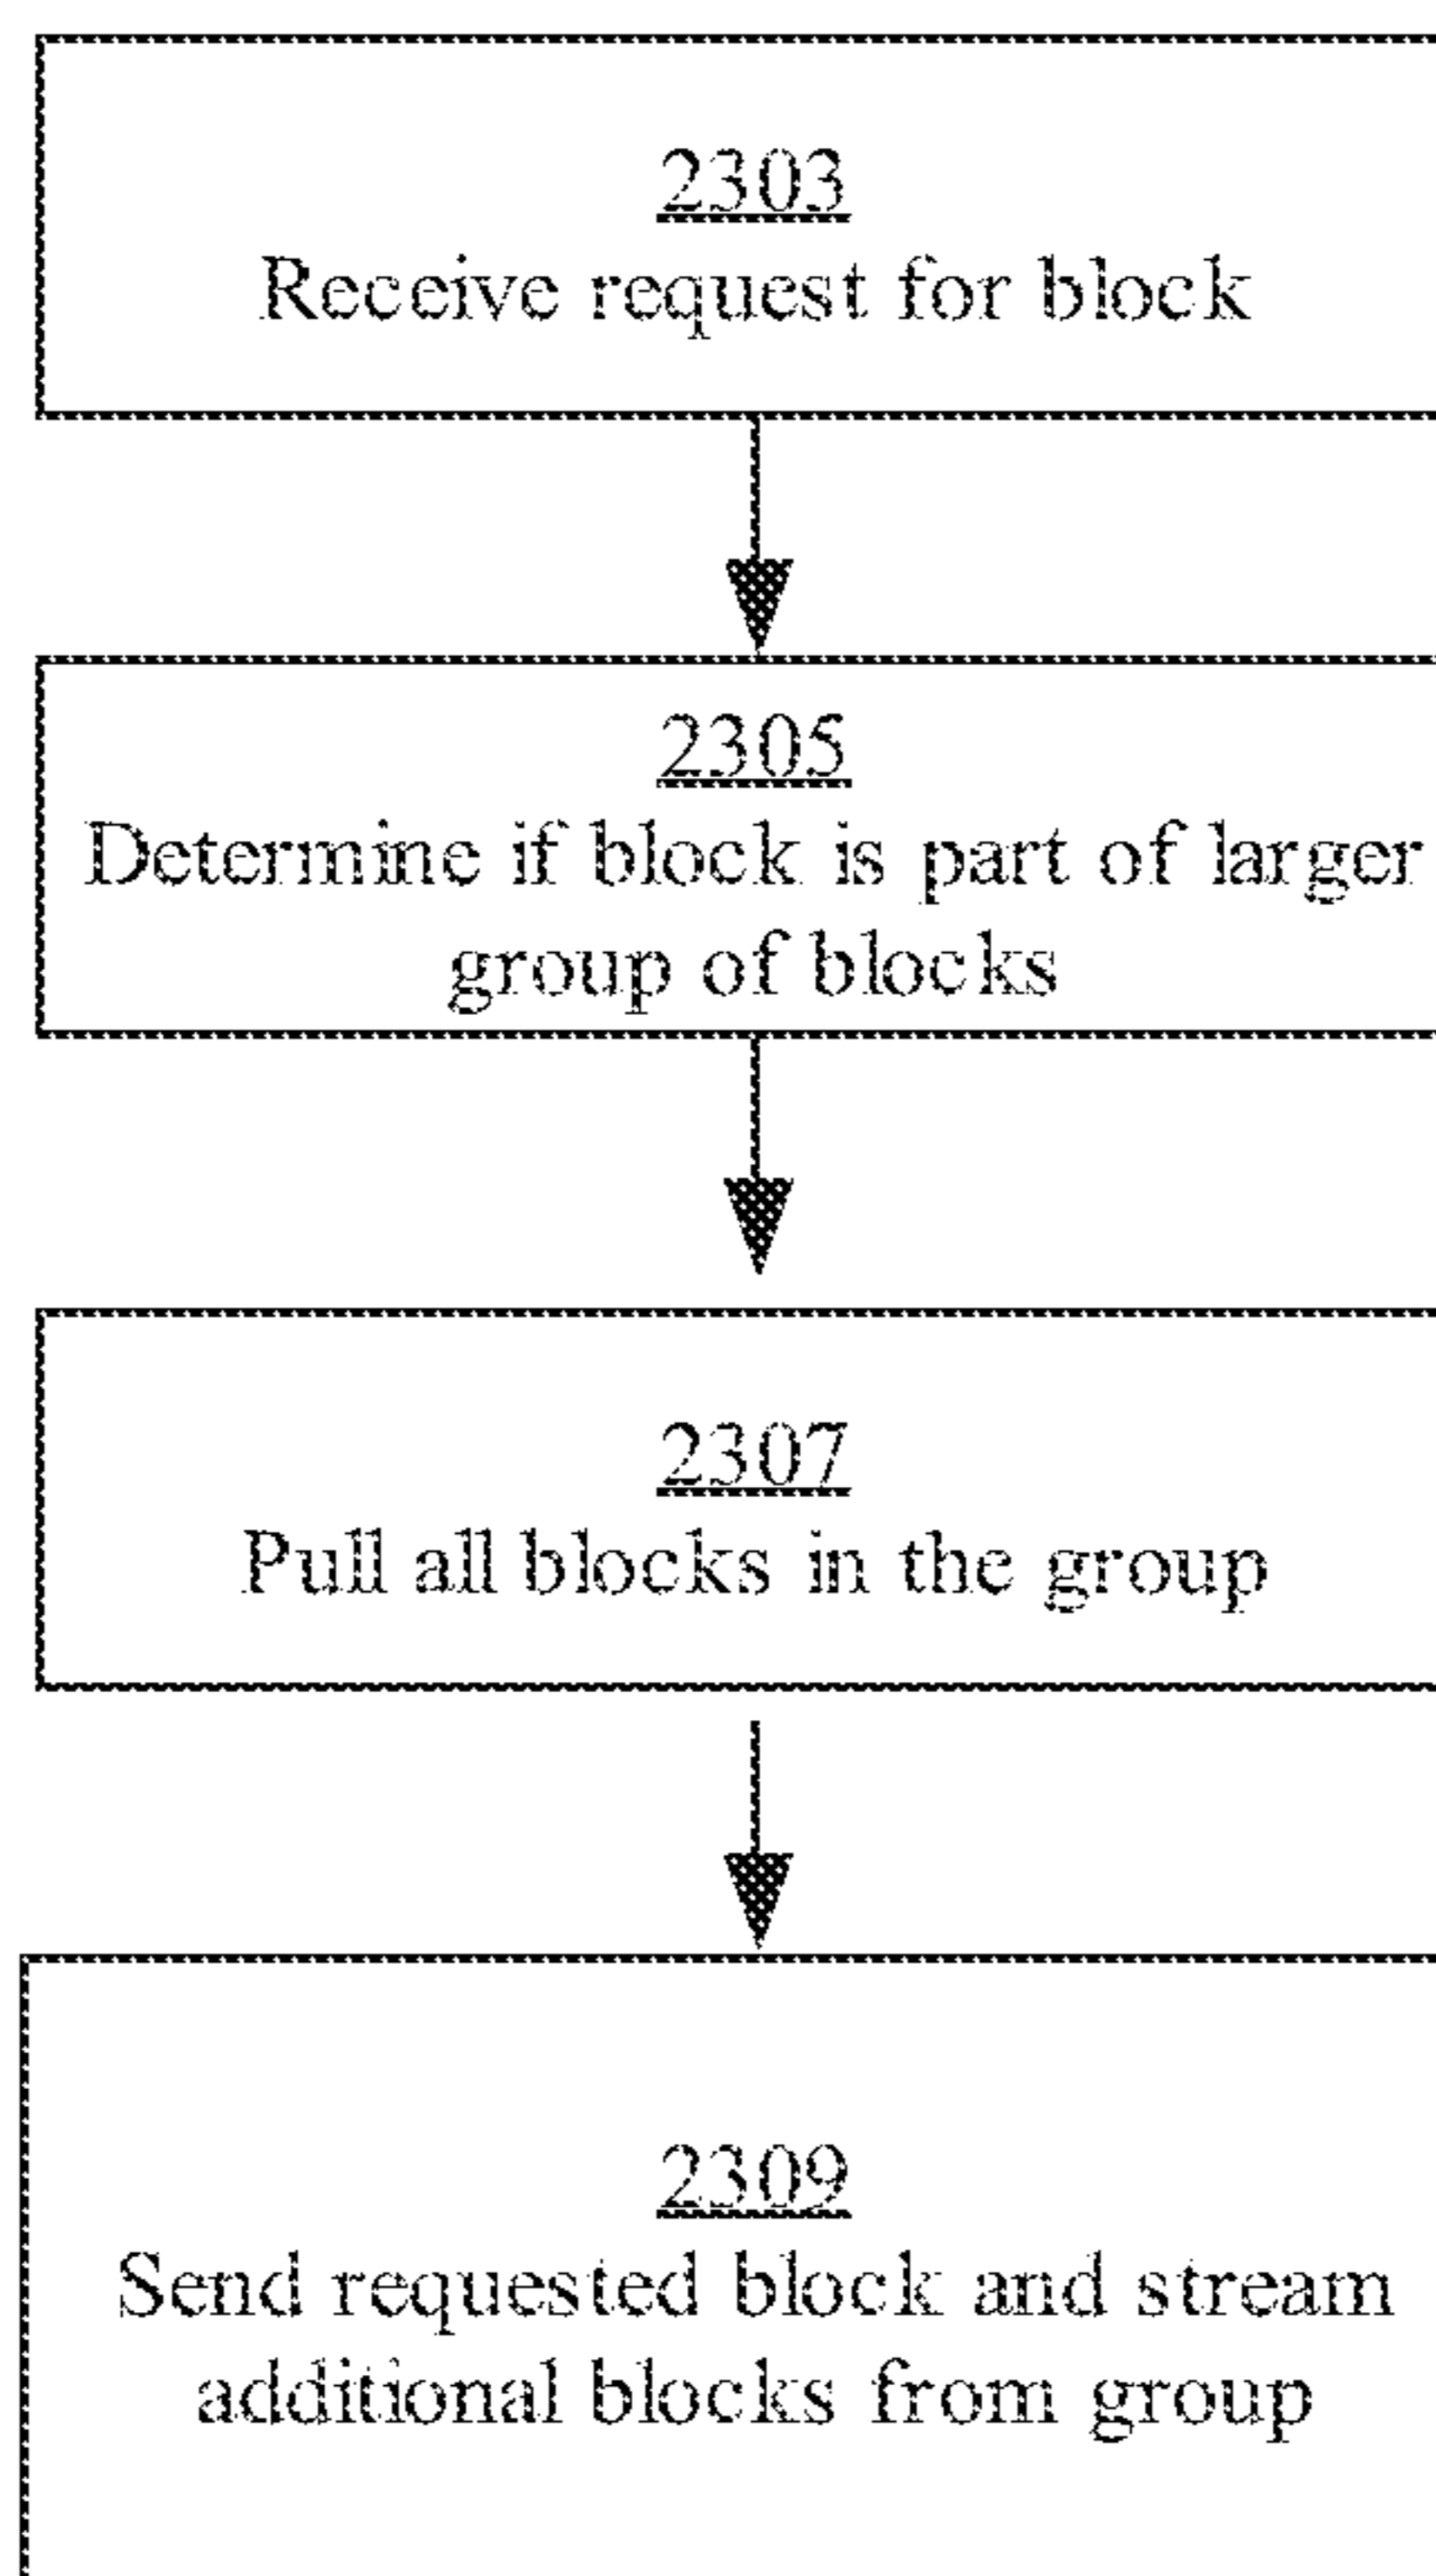 2303
Receive request for block
2305
Determine if block is part of larger
group of blocks
2307
Pull all blocks in the group
2309
Send requested block and stream
additional blocks from group